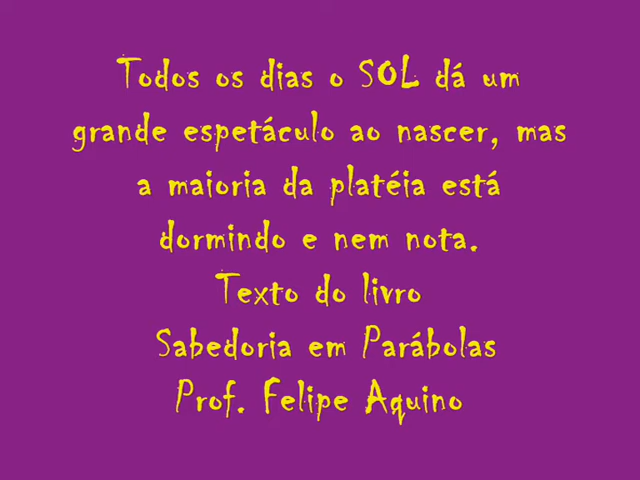 Todos os dias o SOL dá um
grande espetáculo ao nascer, mas
a maioria da platéia está
dormindo e nem nota.
Texto do livro
Sabedoria em Parábolas
Prof. Felipe Aquino